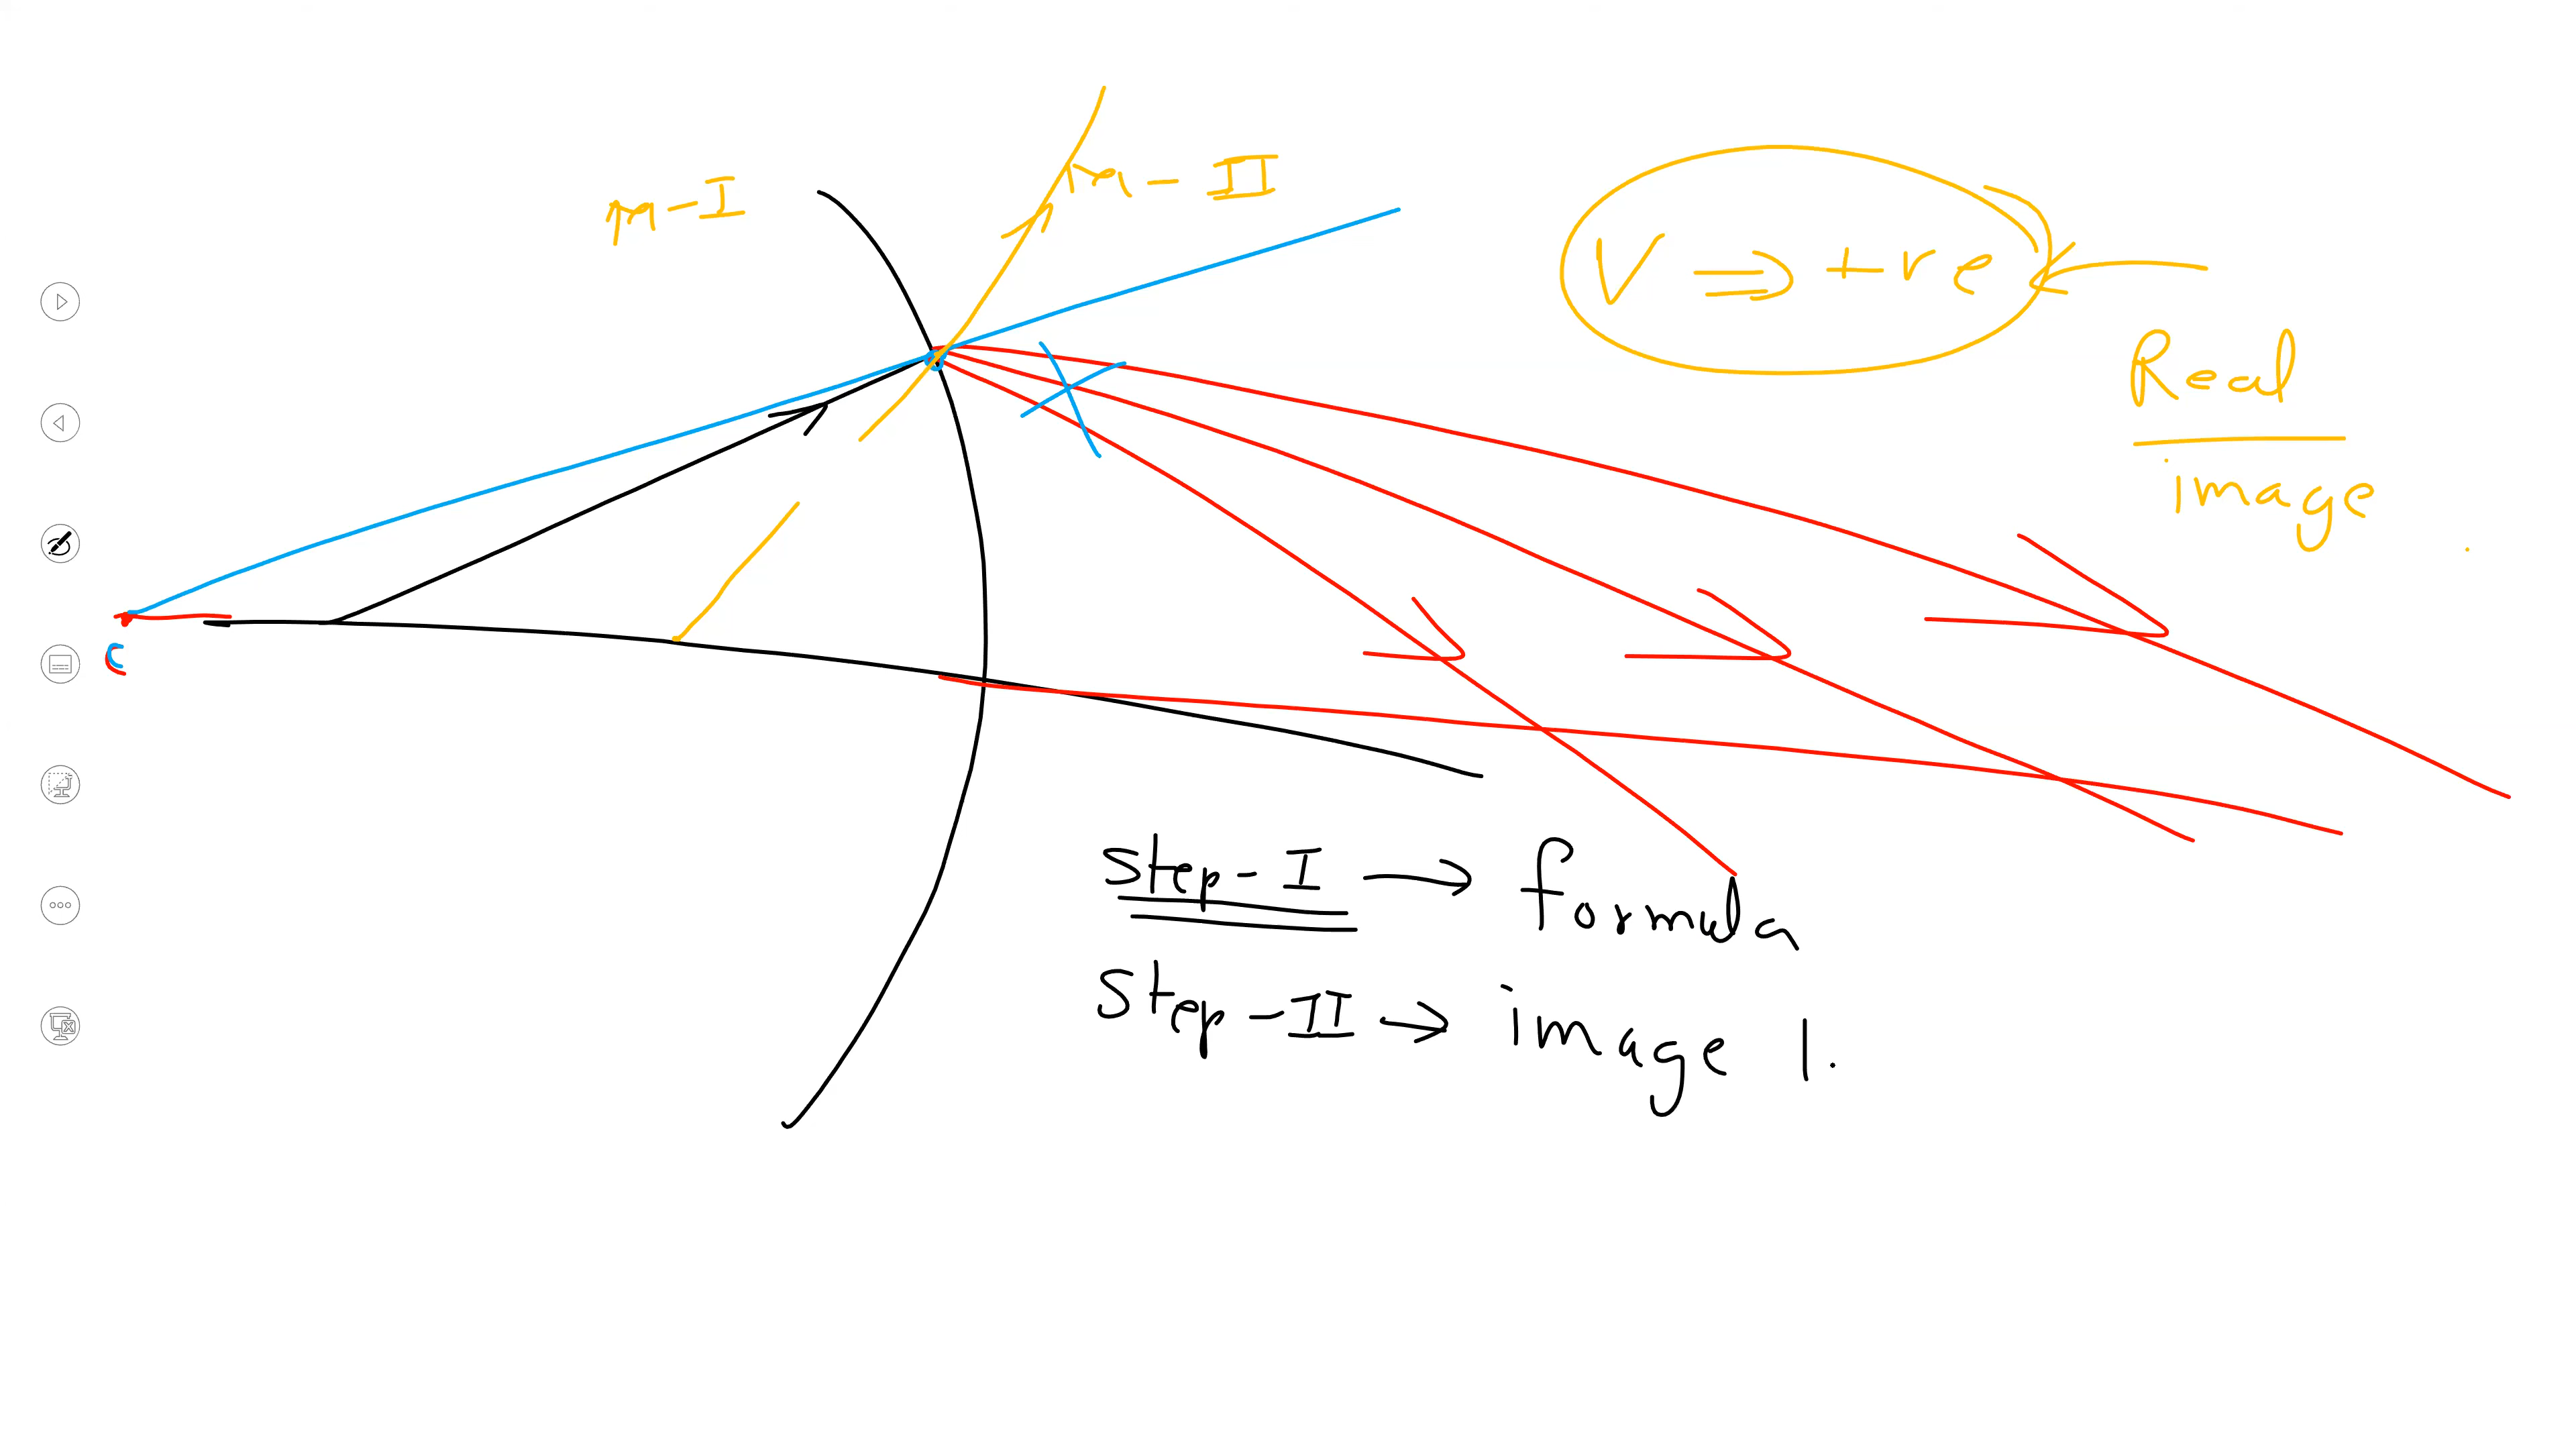 m-I
m-II
V ⇒ +ve
Real
image
C
Step-I → formula
Step-II → image 1.